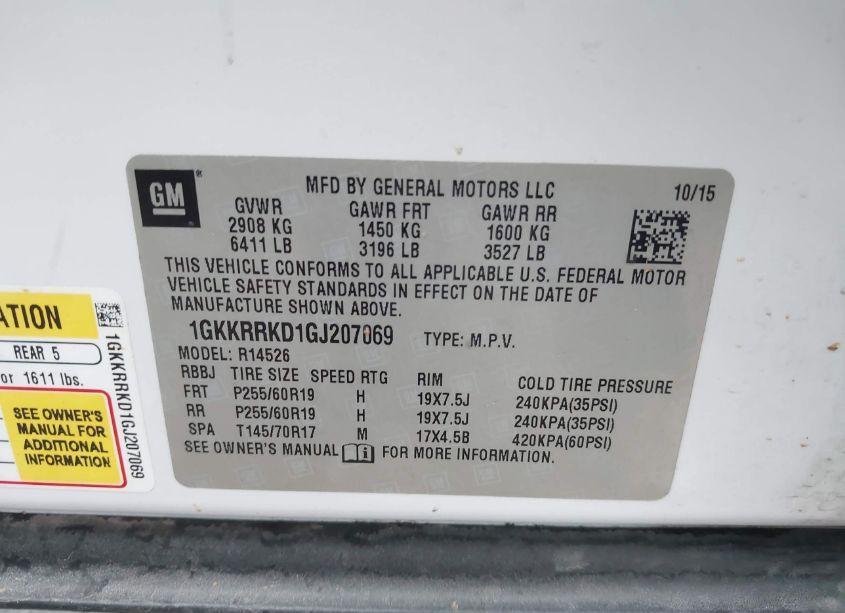 GM ®
MFD BY GENERAL MOTORS LLC 10/15
GVWR GAWR FRT GAWR RR
2908 KG 1450 KG 1600 KG
6411 LB 3196 LB 3527 LB
THIS VEHICLE CONFORMS TO ALL APPLICABLE U.S. FEDERAL MOTOR
VEHICLE SAFETY STANDARDS IN EFFECT ON THE DATE OF
MANUFACTURE SHOWN ABOVE.
1GKKRRKD1GJ207069 TYPE: M.P.V.
MODEL: R14526
RBBJ TIRE SIZE SPEED RTG RIM COLD TIRE PRESSURE
FRT P255/60R19 H 19X7.5J 240KPA(35PSI)
RR P255/60R19 H 19X7.5J 240KPA(35PSI)
SPA T145/70R17 M 17X4.5B 420KPA(60PSI)
SEE OWNER'S MANUAL FOR MORE INFORMATION.
ATION
REAR 5
or 1611 lbs.
SEE OWNER'S
MANUAL FOR
ADDITIONAL
INFORMATION
1GKKRRKD1GJ207069